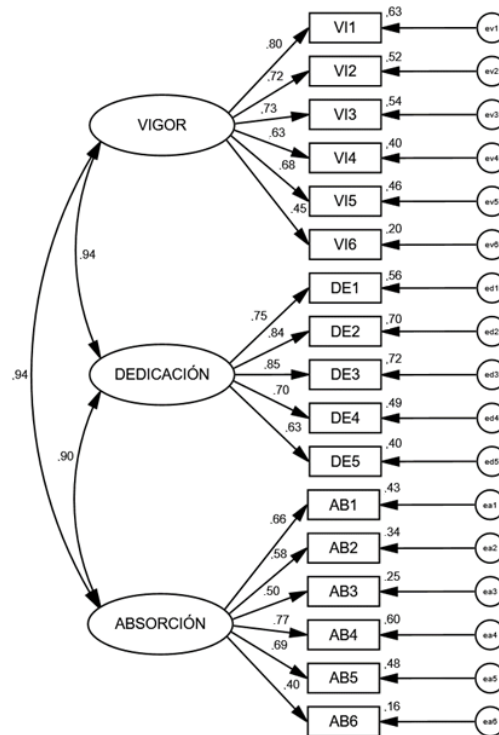 ,63
VI1
ev1
,80
,52
VI2
ev2
,72
,54
VI3
ev3
,73
VIGOR
,63
,40
VI4
ev4
,68
,46
VI5
ev5
,45
,20
VI6
ev6
,94
,56
DE1
ed1
,75
,70
DE2
ed2
,84
,72
DE3
ed3
,85
DEDICACIÓN
,94
,70
,49
DE4
ed4
,63
,40
DE5
ed5
,90
,43
AB1
ea1
,66
,34
AB2
ea2
,58
,25
AB3
ea3
,50
ABSORCIÓN
,77
,60
AB4
ea4
,69
,48
AB5
ea5
,40
,16
AB6
ea6